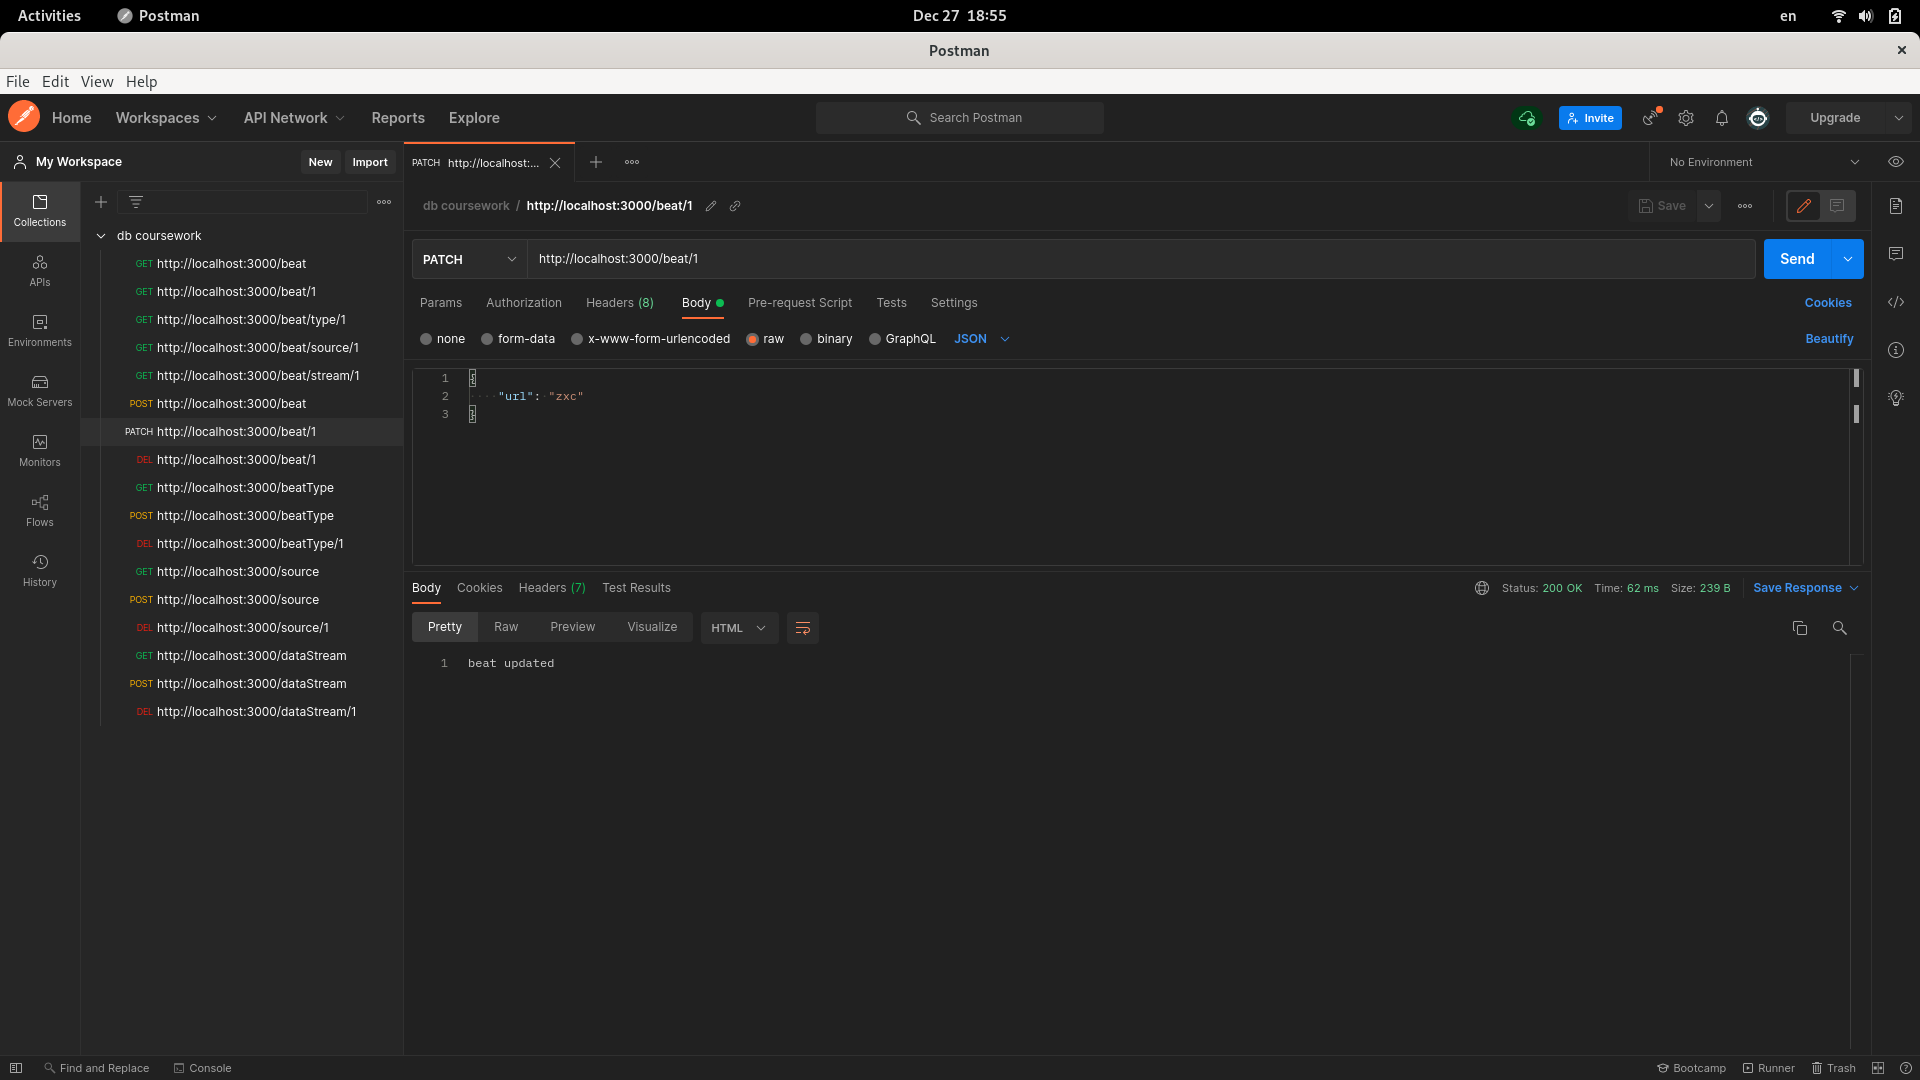 Activities Postman Dec 27 18:55 en
Postman
File Edit View Help
Home Workspaces API Network Reports Explore Search Postman Invite Upgrade
My Workspace New Import PATCH http://localhost:... No Environment
Collections
APIs
Environments
Mock Servers
Monitors
Flows
History
db coursework
GET http://localhost:3000/beat
GET http://localhost:3000/beat/1
GET http://localhost:3000/beat/type/1
GET http://localhost:3000/beat/source/1
GET http://localhost:3000/beat/stream/1
POST http://localhost:3000/beat
PATCH http://localhost:3000/beat/1
DEL http://localhost:3000/beat/1
GET http://localhost:3000/beatType
POST http://localhost:3000/beatType
DEL http://localhost:3000/beatType/1
GET http://localhost:3000/source
POST http://localhost:3000/source
DEL http://localhost:3000/source/1
GET http://localhost:3000/dataStream
POST http://localhost:3000/dataStream
DEL http://localhost:3000/dataStream/1
db coursework / http://localhost:3000/beat/1 Save
PATCH http://localhost:3000/beat/1 Send
Params Authorization Headers (8) Body Pre-request Script Tests Settings Cookies
none form-data x-www-form-urlencoded raw binary GraphQL JSON Beautify
1 {
2 "url": "zxc"
3 }
Body Cookies Headers (7) Test Results Status: 200 OK Time: 62 ms Size: 239 B Save Response
Pretty Raw Preview Visualize HTML
1 beat updated
Find and Replace Console Bootcamp Runner Trash